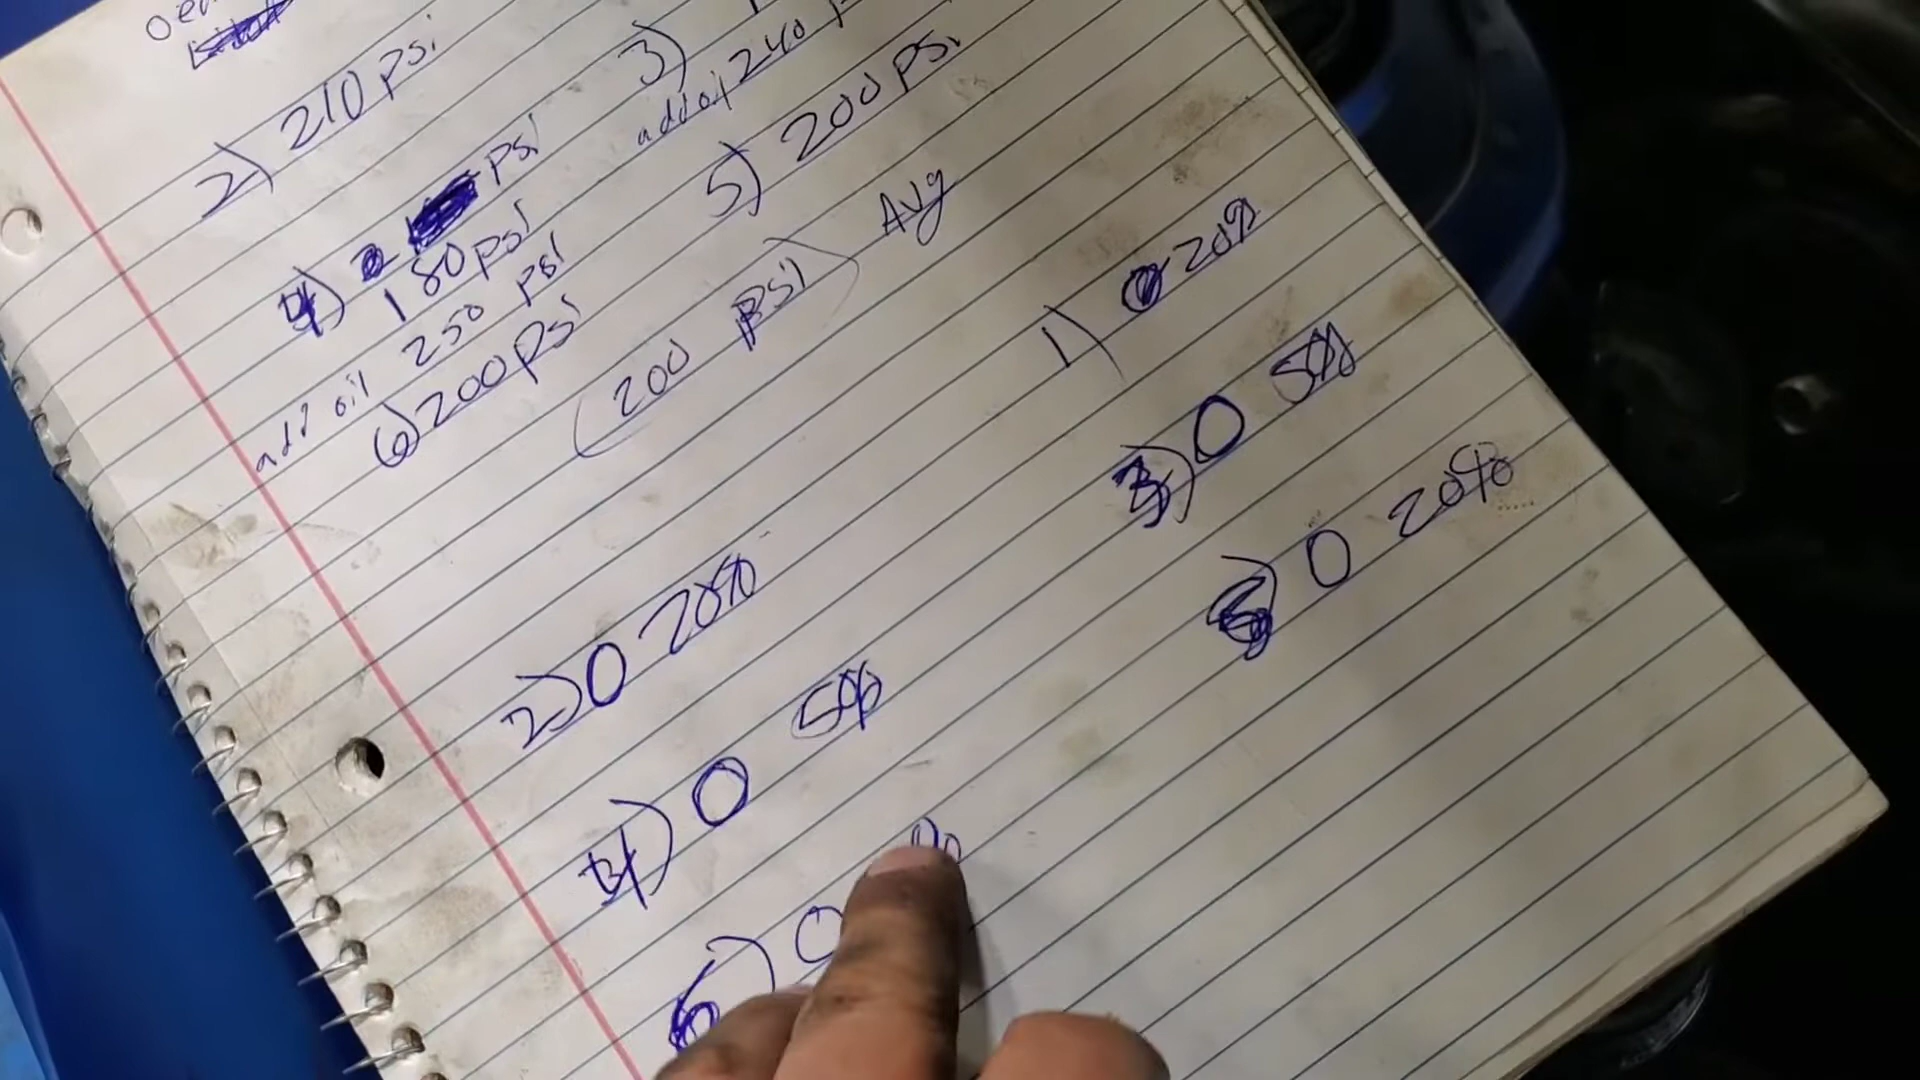 2) 210 psi
3)
add oil 240
4) psi
180 psi
add oil 250 psi
5) 200 psi
6) 200 psi
(200 psi) Avg
1) 20%
3) 0 50%
5) 0 20%
2) 0 20%
4) 0 50%
6) 0 %